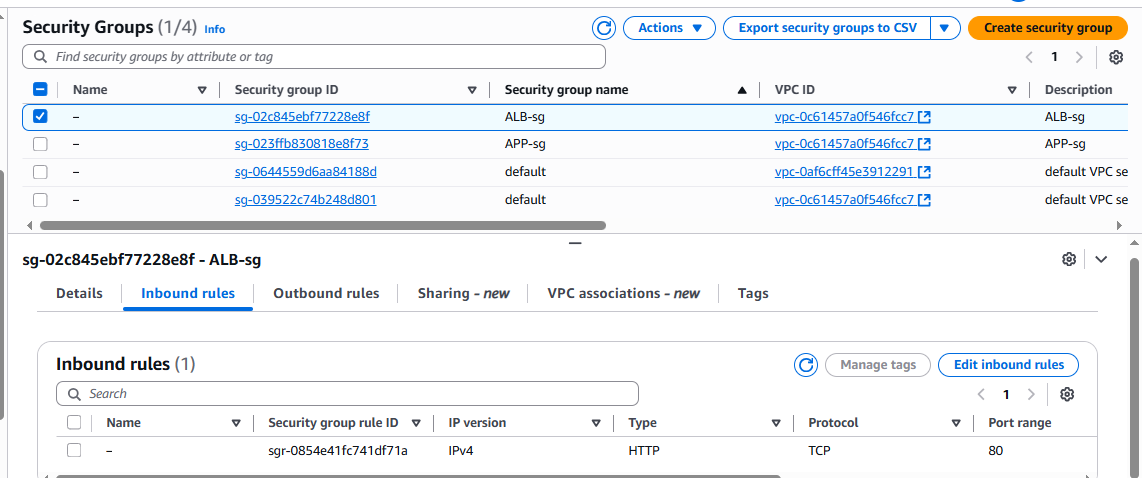 Security Groups (1/4) Info Actions Export security groups to CSV Create security group
Find security groups by attribute or tag 1
Name Security group ID Security group name VPC ID Description
– sg-02c845ebf77228e8f ALB-sg vpc-0c61457a0f546fcc7 ALB-sg
– sg-023ffb830818e8f73 APP-sg vpc-0c61457a0f546fcc7 APP-sg
– sg-0644559d6aa84188d default vpc-0af6cff45e3912291 default VPC se
– sg-039522c74b248d801 default vpc-0c61457a0f546fcc7 default VPC se
sg-02c845ebf77228e8f - ALB-sg
Details Inbound rules Outbound rules Sharing - new VPC associations - new Tags
Inbound rules (1) Manage tags Edit inbound rules
Search 1
Name Security group rule ID IP version Type Protocol Port range
– sgr-0854e41fc741df71a IPv4 HTTP TCP 80